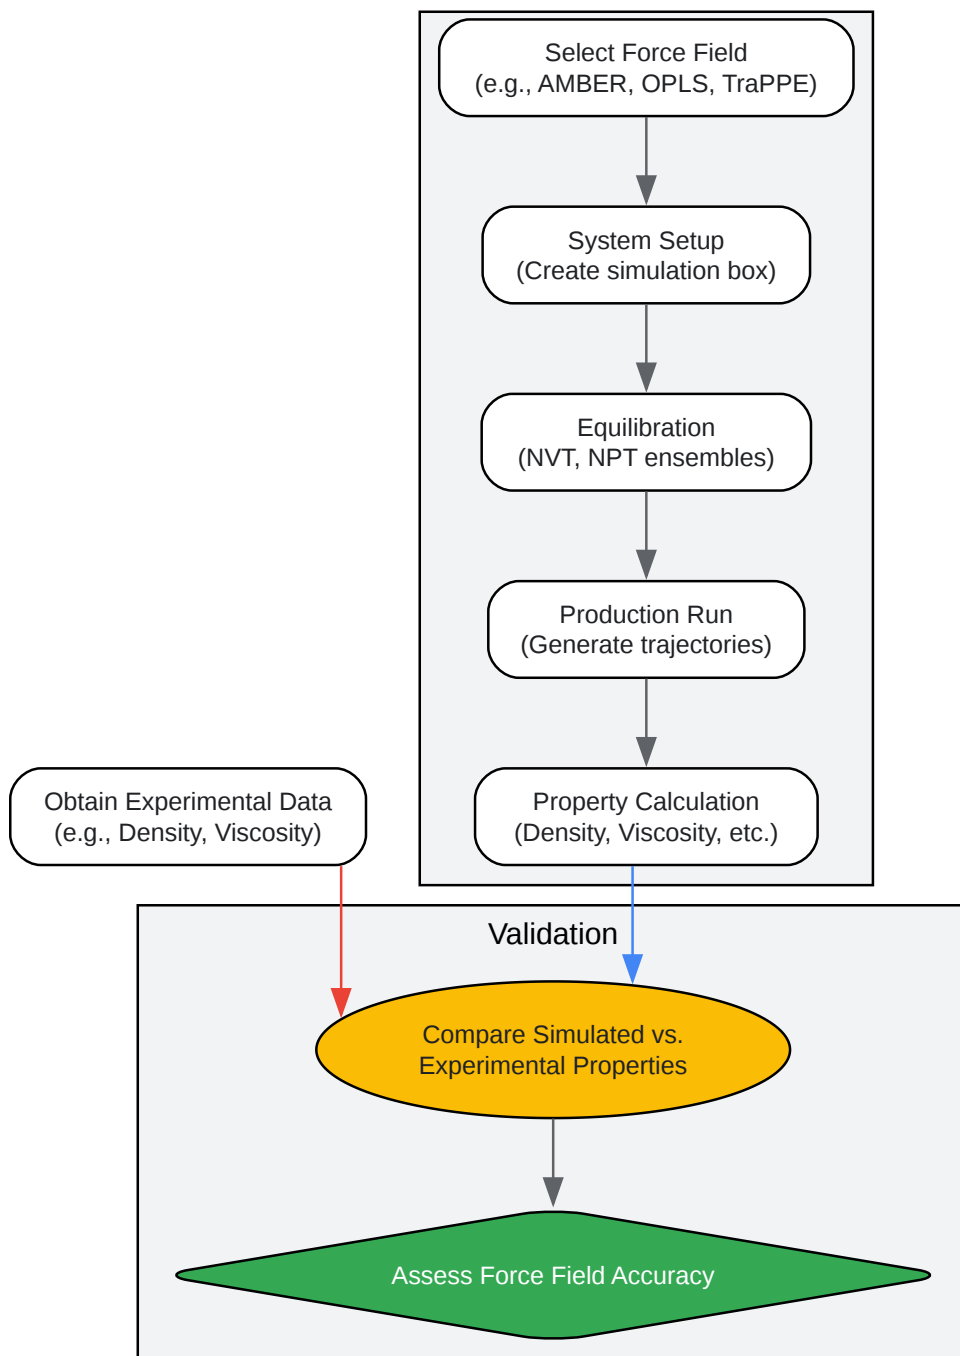 Select Force Field
(e.g., AMBER, OPLS, TraPPE)
System Setup
(Create simulation box)
Equilibration
(NVT, NPT ensembles)
Production Run
(Generate trajectories)
Obtain Experimental Data
(e.g., Density, Viscosity)
Property Calculation
(Density, Viscosity, etc.)
Validation
Compare Simulated vs.
Experimental Properties
Assess Force Field Accuracy